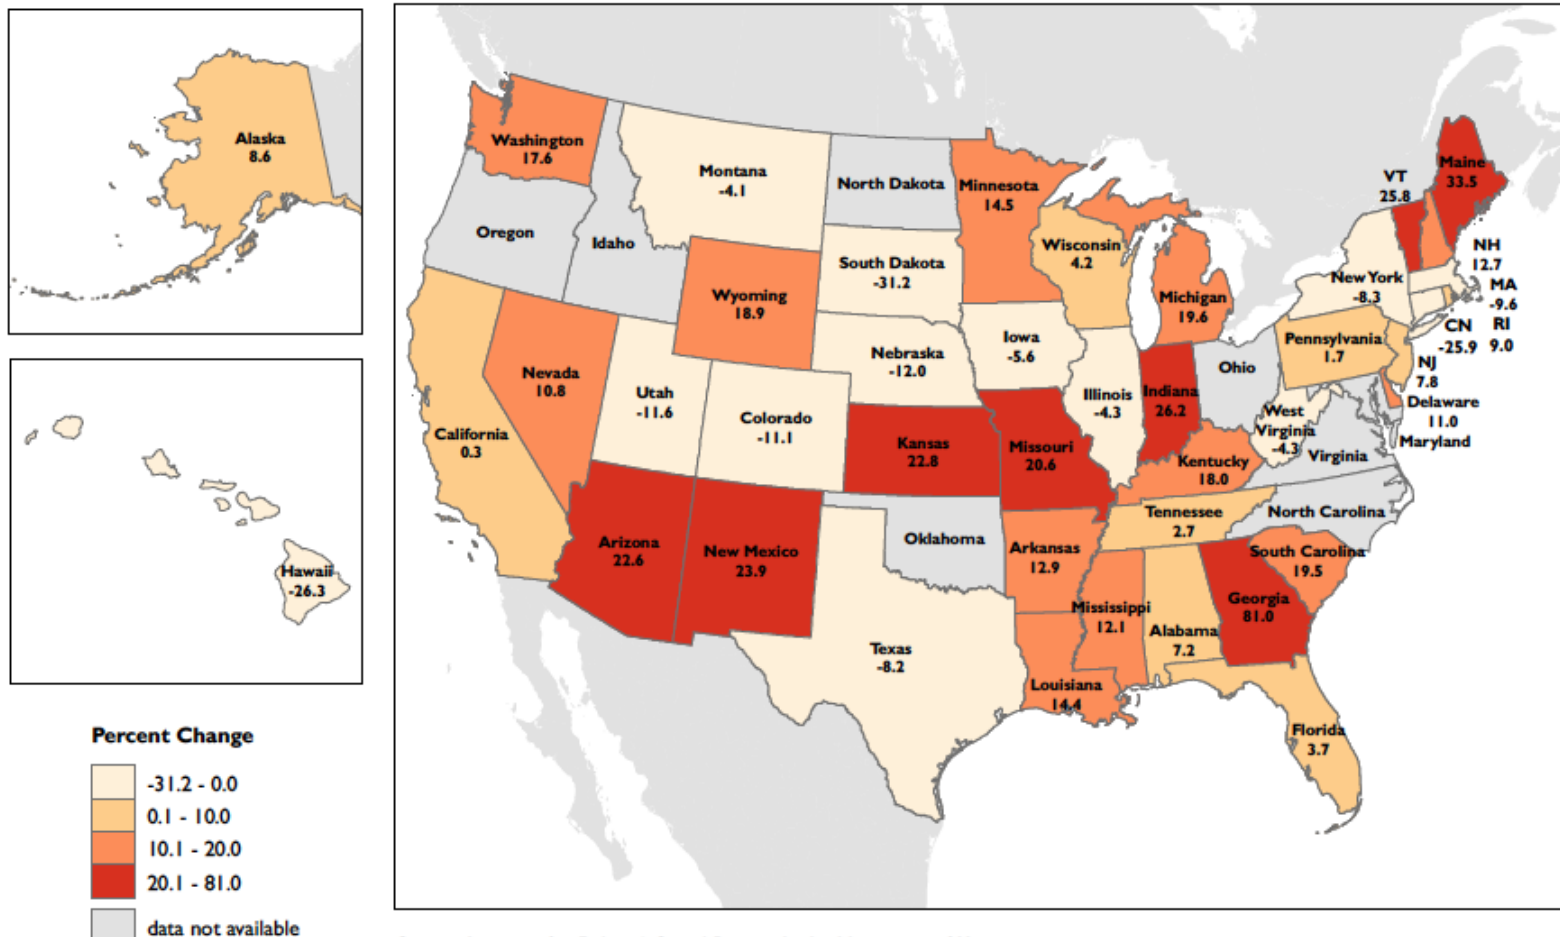 Alaska
8.6
Hawaii
-26.3
Percent Change
-31.2 - 0.0
0.1 - 10.0
10.1 - 20.0
20.1 - 81.0
data not available
Washington
17.6
Oregon
Idaho
Montana
-4.1
North Dakota
Minnesota
14.5
South Dakota
-31.2
Wyoming
18.9
Wisconsin
4.2
Michigan
19.6
Nevada
10.8
Utah
-11.6
Colorado
-11.1
Nebraska
-12.0
Iowa
-5.6
Illinois
-4.3
Indiana
26.2
Ohio
California
0.3
Kansas
22.8
Missouri
20.6
Kentucky
18.0
West
Virginia
-4.3
Virginia
Arizona
22.6
New Mexico
23.9
Oklahoma
Arkansas
12.9
Tennessee
2.7
North Carolina
South Carolina
19.5
Texas
-8.2
Louisiana
14.4
Mississippi
12.1
Alabama
7.2
Georgia
81.0
Florida
3.7
Pennsylvania
1.7
New York
-8.3
VT
25.8
Maine
33.5
NH
12.7
MA
-9.6
RI
9.0
CN
-25.9
NJ
7.8
Delaware
11.0
Maryland